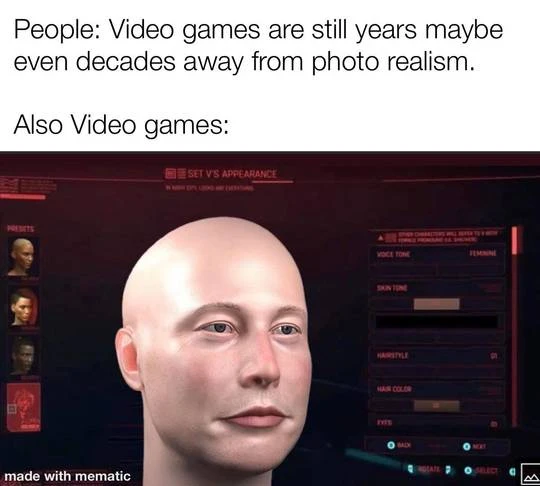 People: Video games are still years maybe
even decades away from photo realism.
Also Video games:
SET V'S APPEARANCE
PRESETS
VOICE TONE FEMININE
SKIN TONE
HAIRSTYLE 01
HAIR COLOR
EYES
BACK NEXT
ROTATE SELECT
made with mematic